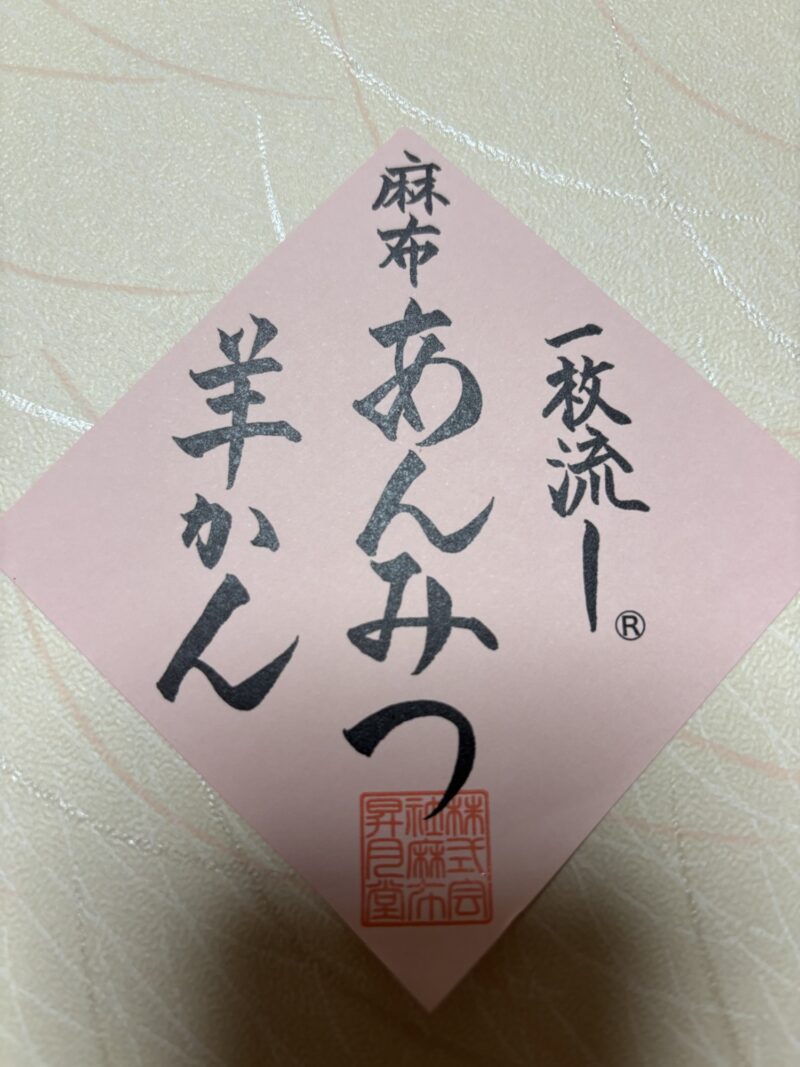 一枚流し®
麻布
あんみつ
羊かん
株式会
社麻布
昇月堂